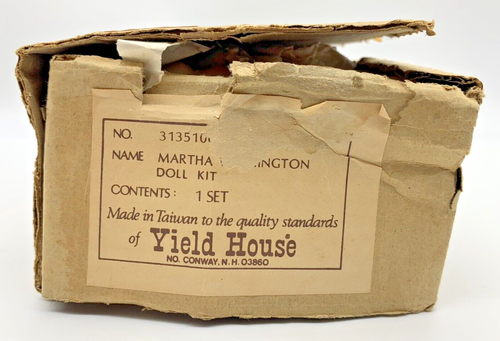 NO. 313510
NAME MARTHA INGTON
DOLL KIT
CONTENTS: 1 SET
Made in Taiwan to the quality standards
of Yield House
NO. CONWAY, N.H. 03860